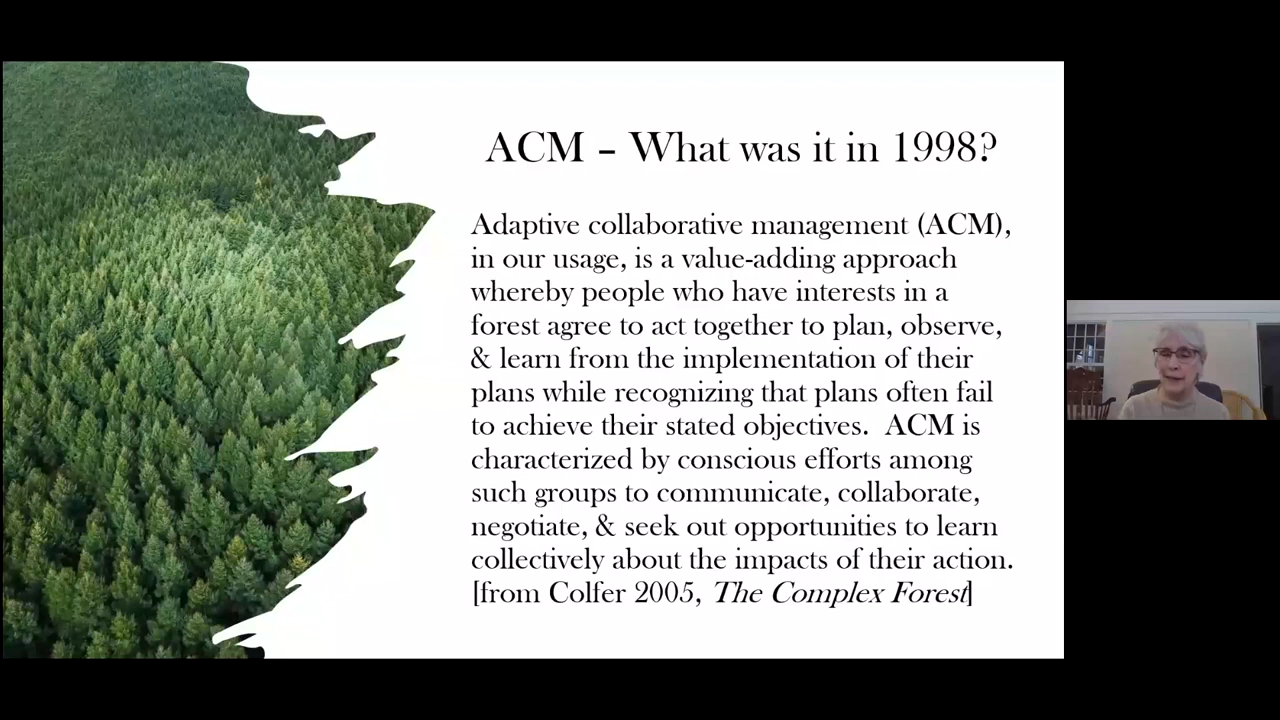 ACM – What was it in 1998?
Adaptive collaborative management (ACM),
in our usage, is a value-adding approach
whereby people who have interests in a
forest agree to act together to plan, observe,
& learn from the implementation of their
plans while recognizing that plans often fail
to achieve their stated objectives.  ACM is
characterized by conscious efforts among
such groups to communicate, collaborate,
negotiate, & seek out opportunities to learn
collectively about the impacts of their action.
[from Colfer 2005, The Complex Forest]